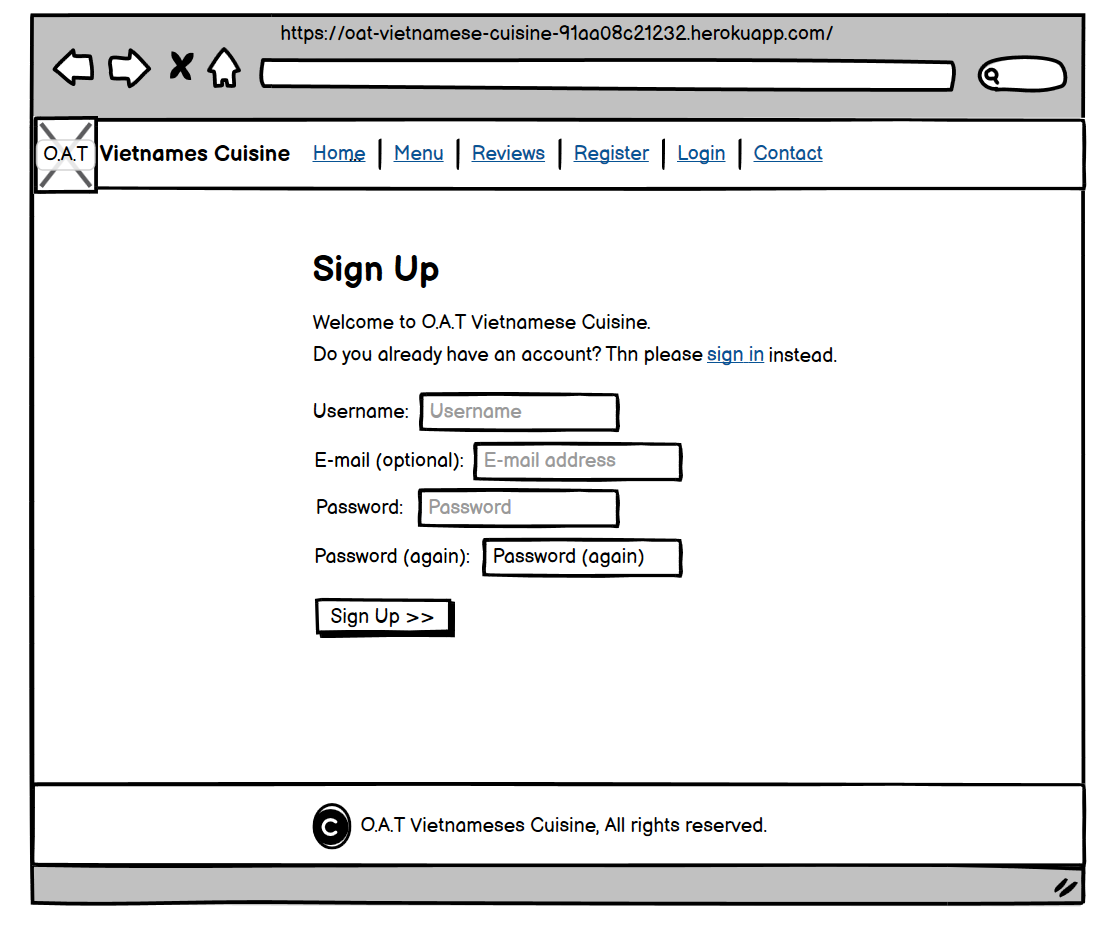 https://oat-vietnamese-cuisine-91aa08c21232.herokuapp.com/
O.A.T Vietnames Cuisine Home Menu Reviews Register Login Contact
Sign Up
Welcome to O.A.T Vietnamese Cuisine.
Do you already have an account? Thn please sign in instead.
Username: Username
E-mail (optional): E-mail address
Password: Password
Password (again): Password (again)
Sign Up >>
C O.A.T Vietnameses Cuisine, All rights reserved.